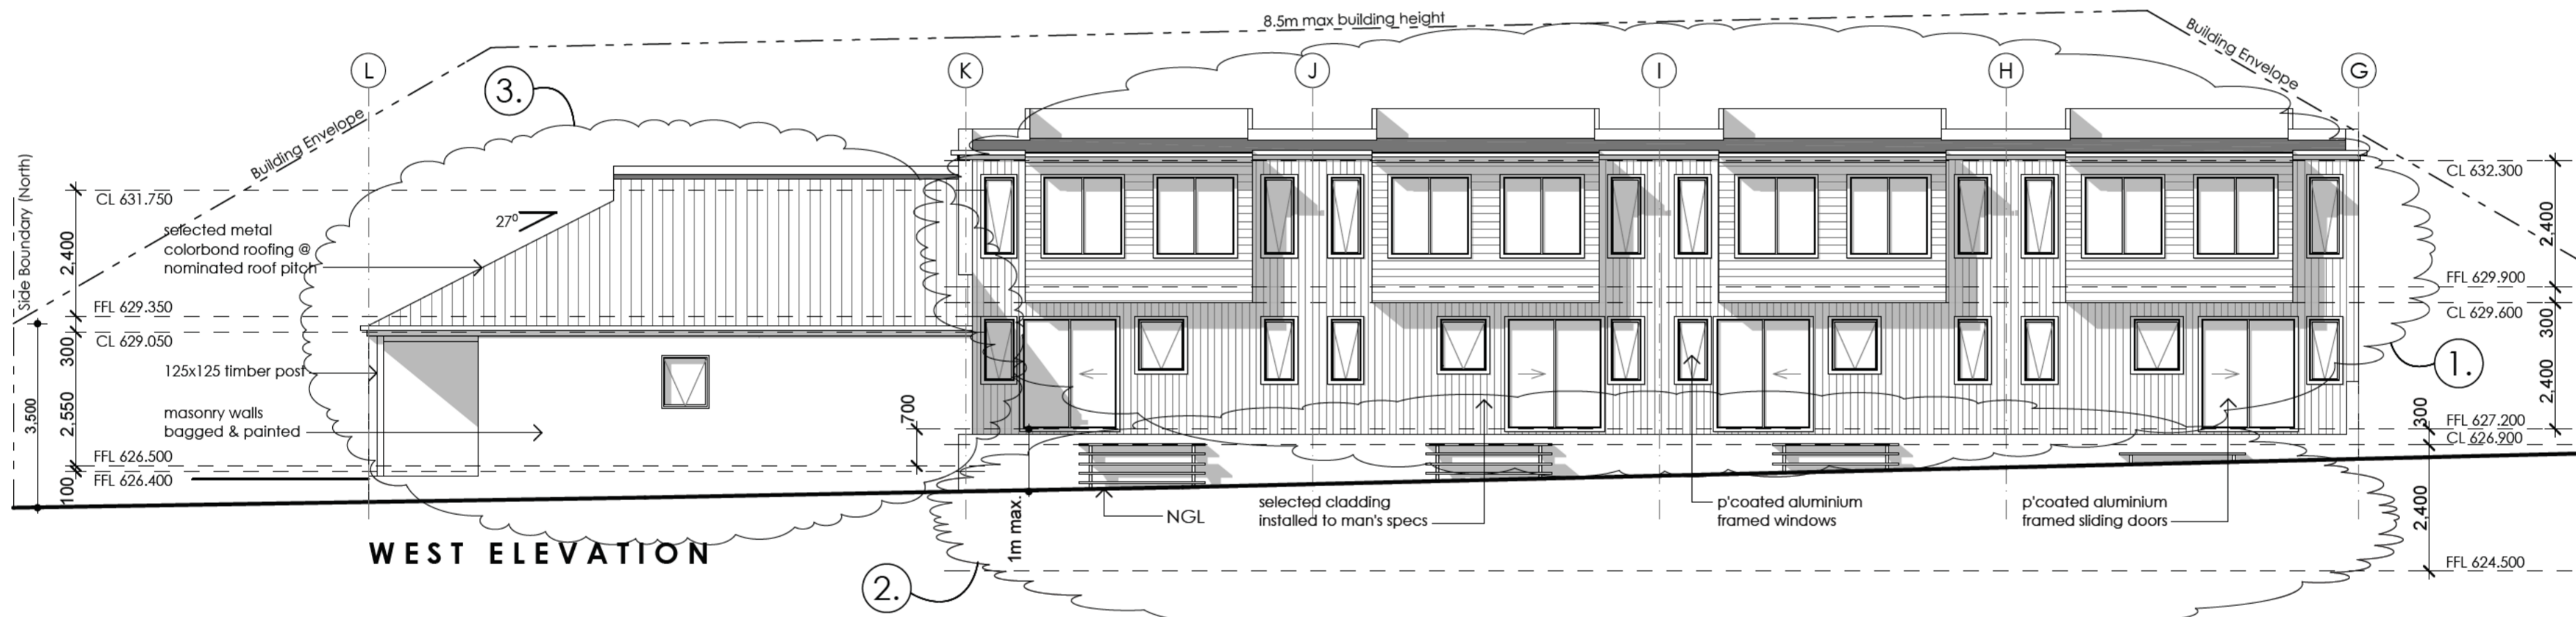 8.5m max building height
Building Envelope
Building Envelope
L
K
J
I
H
G
3.
Side Boundary (North)
CL 631.750
27⁰
selected metal
colorbond roofing @
nominated roof pitch
2,400
FFL 629.350
300
CL 629.050
125x125 timber post
2,550
3,500
masonry walls
bagged & painted
FFL 626.500
100
FFL 626.400
700
1m max.
NGL
selected cladding
installed to man's specs
p'coated aluminium
framed windows
p'coated aluminium
framed sliding doors
CL 632.300
2,400
FFL 629.900
300
CL 629.600
2,400
1.
FFL 627.200
300
CL 626.900
2,400
FFL 624.500
2.
WEST ELEVATION